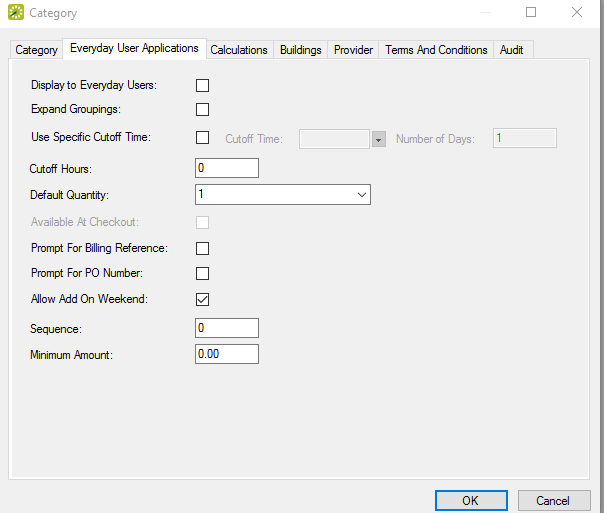 Category
Category Everyday User Applications Calculations Buildings Provider Terms And Conditions Audit
Display to Everyday Users:
Expand Groupings:
Use Specific Cutoff Time: Cutoff Time: Number of Days: 1
Cutoff Hours: 0
Default Quantity: 1
Available At Checkout:
Prompt For Billing Reference:
Prompt For PO Number:
Allow Add On Weekend:
Sequence: 0
Minimum Amount: 0.00
OK Cancel